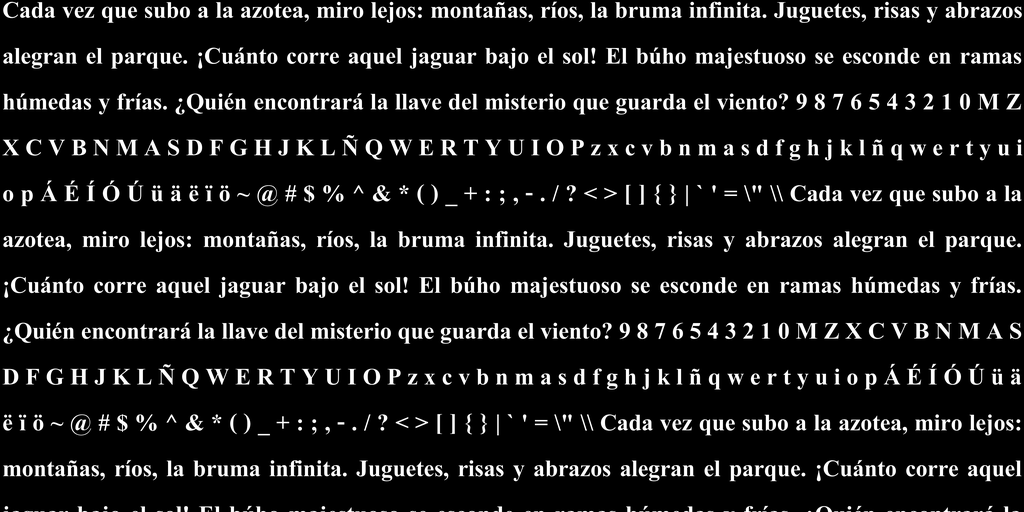 Cada vez que subo a la azotea, miro lejos: montañas, ríos, la bruma infinita. Juguetes, risas y abrazos
alegran el parque. ¡Cuánto corre aquel jaguar bajo el sol! El búho majestuoso se esconde en ramas
húmedas y frías. ¿Quién encontrará la llave del misterio que guarda el viento? 9 8 7 6 5 4 3 2 1 0 M Z
X C V B N M A S D F G H J K L Ñ Q W E R T Y U I O P z x c v b n m a s d f g h j k l ñ q w e r t y u i
o p Á É Í Ó Ú ü ä ë ï ö ~ @ # $ % ^ & * ( ) _ + : ; , - . / ? < > [ ] { } | ` ' = \" \\ Cada vez que subo a la
azotea, miro lejos: montañas, ríos, la bruma infinita. Juguetes, risas y abrazos alegran el parque.
¡Cuánto corre aquel jaguar bajo el sol! El búho majestuoso se esconde en ramas húmedas y frías.
¿Quién encontrará la llave del misterio que guarda el viento? 9 8 7 6 5 4 3 2 1 0 M Z X C V B N M A S
D F G H J K L Ñ Q W E R T Y U I O P z x c v b n m a s d f g h j k l ñ q w e r t y u i o p Á É Í Ó Ú ü ä
ë ï ö ~ @ # $ % ^ & * ( ) _ + : ; , - . / ? < > [ ] { } | ` ' = \" \\ Cada vez que subo a la azotea, miro lejos:
montañas, ríos, la bruma infinita. Juguetes, risas y abrazos alegran el parque. ¡Cuánto corre aquel